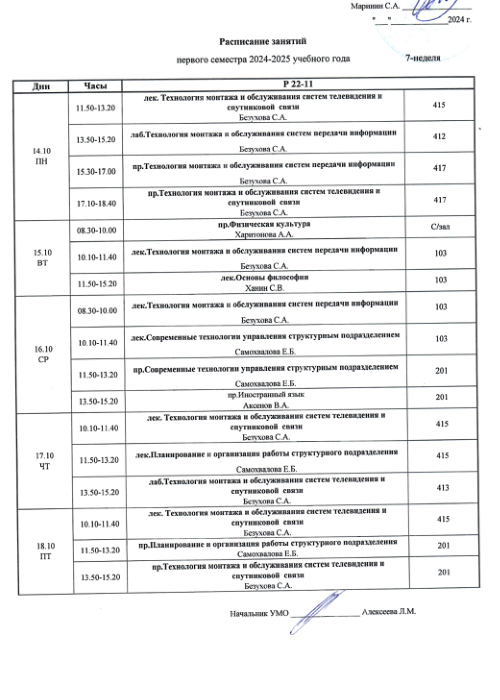 Маринин С.А.
"___" ____________2024 г.
Расписание занятий
первого семестра 2024-2025 учебного года 7-неделя
Дни Часы Р 22-11
14.10
ПН
11.50-13.20 лек. Технология монтажа и обслуживания систем телевидения и
спутниковой связи
Безухова С.А. 415
13.50-15.20 лаб.Технология монтажа и обслуживания систем передачи информации
Безухова С.А. 412
15.30-17.00 пр.Технология монтажа и обслуживания систем передачи информации
Безухова С.А. 417
17.10-18.40 пр.Технология монтажа и обслуживания систем телевидения и
спутниковой связи
Безухова С.А. 417
15.10
ВТ
08.30-10.00 пр.Физическая культура
Харитонова А.А. С/зал
10.10-11.40 лек.Технология монтажа и обслуживания систем передачи информации
Безухова С.А. 103
11.50-15.20 лек.Основы философии
Ханин С.В. 103
16.10
СР
08.30-10.00 лек.Технология монтажа и обслуживания систем передачи информации
Безухова С.А. 103
10.10-11.40 лек.Современные технологии управления структурным подразделением
Самохвалова Е.Б. 103
11.50-13.20 пр.Современные технологии управления структурным подразделением
Самохвалова Е.Б. 201
13.50-15.20 пр.Иностранный язык
Аксенов В.А. 201
17.10
ЧТ
10.10-11.40 лек. Технология монтажа и обслуживания систем телевидения и
спутниковой связи
Безухова С.А. 415
11.50-13.20 лек.Планирование и организация работы структурного подразделения
Самохвалова Е.Б. 415
13.50-15.20 лаб.Технология монтажа и обслуживания систем телевидения и
спутниковой связи
Безухова С.А. 413
18.10
ПТ
10.10-11.40 лек. Технология монтажа и обслуживания систем телевидения и
спутниковой связи
Безухова С.А. 415
11.50-13.20 пр.Планирование и организация работы структурного подразделения
Самохвалова Е.Б. 201
13.50-15.20 пр.Технология монтажа и обслуживания систем телевидения и
спутниковой связи
Безухова С.А. 201
Начальник УМО ________________ Алексеева Л.М.